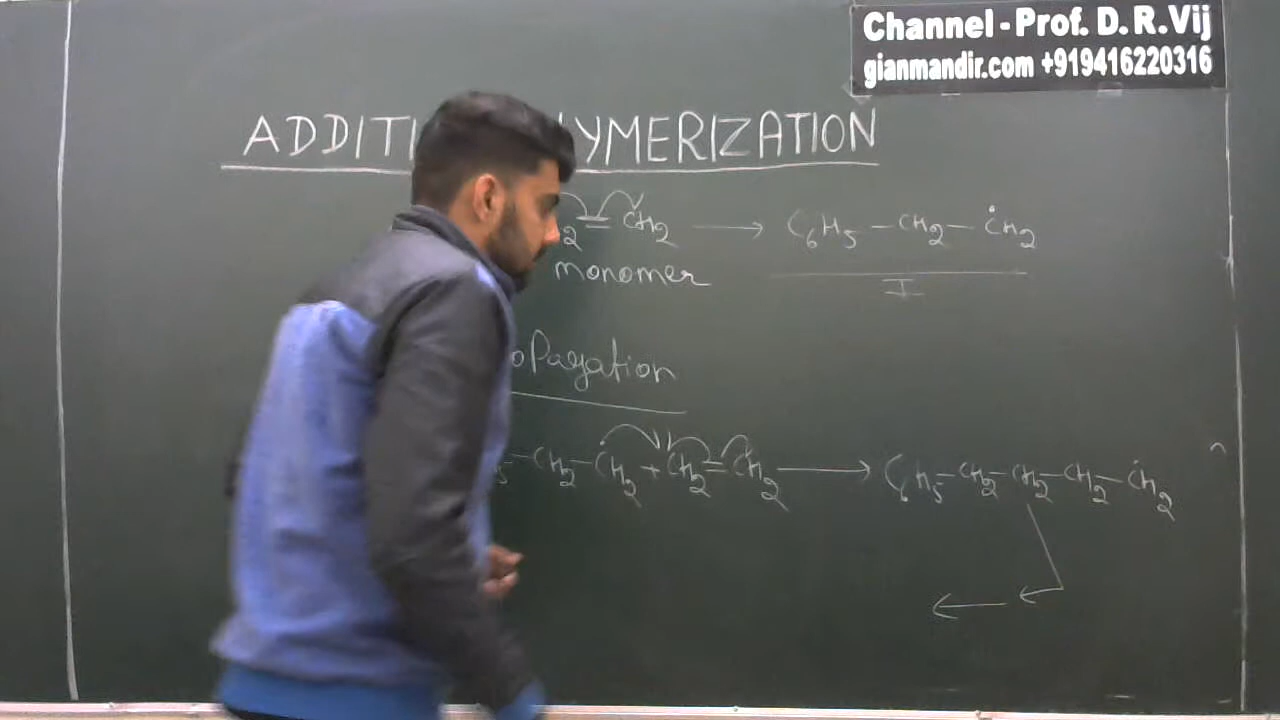 Channel - Prof. D.R.Vij
gianmandir.com +919416220316
ADDITI YMERIZATION
2 = CH2 → C6H5 - CH2 - ĊH2
monomer
I
opagation
5 - CH2 - ĊH2 + CH2 = CH2 → C6H5 - CH2 - CH2 - CH2 - ĊH2